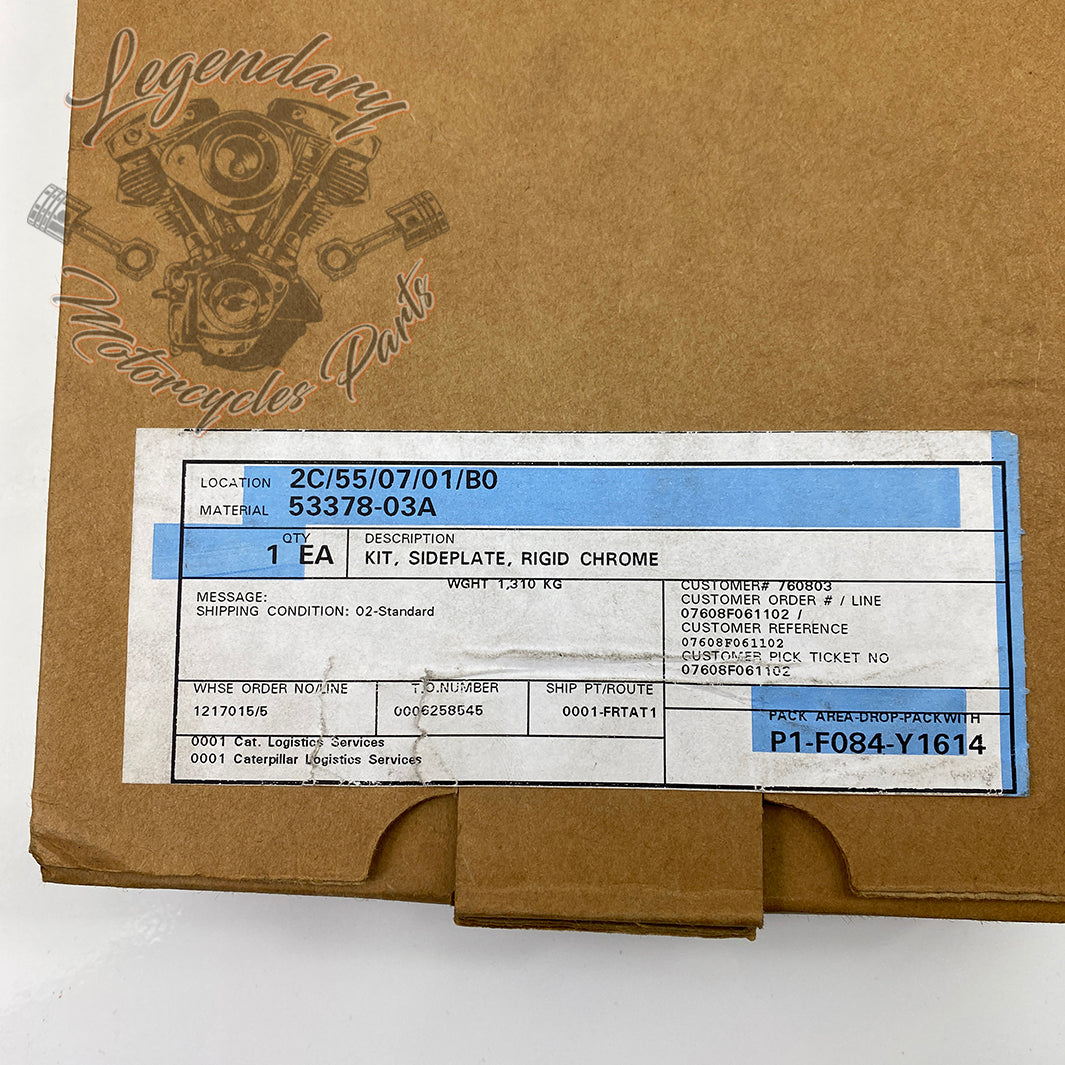 Legendary
Motorcycles Parts
LOCATION 2C/55/07/01/B0
MATERIAL 53378-03A
QTY
1 EA
DESCRIPTION
KIT, SIDEPLATE, RIGID CHROME
WGHT 1,310 KG
MESSAGE:
SHIPPING CONDITION: 02-Standard
CUSTOMER# 760803
CUSTOMER ORDER # / LINE
07608F061102 /
CUSTOMER REFERENCE
07608F061102
CUSTOMER PICK TICKET NO
07608F061102
WHSE ORDER NO/LINE
1217015/5
T.O.NUMBER
0006258545
SHIP PT/ROUTE
0001-FRTAT1
PACK AREA-DROP-PACKWITH
P1-F084-Y1614
0001 Cat. Logistics Services
0001 Caterpillar Logistics Services